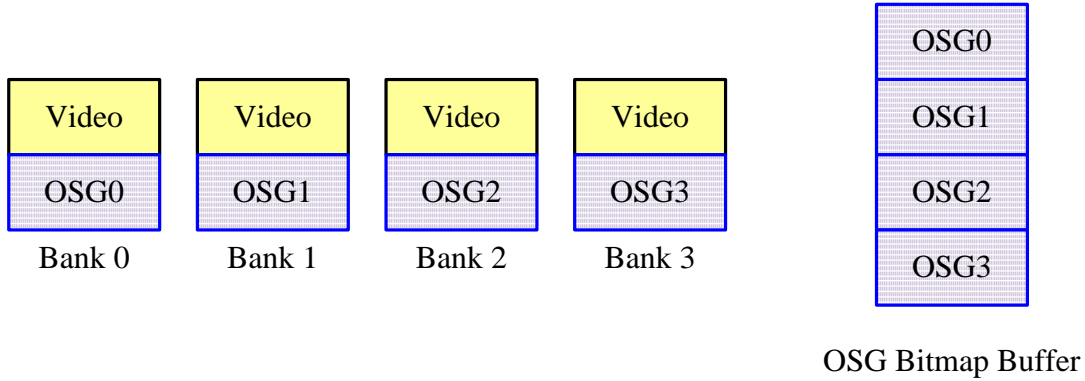 Video Video Video Video
OSG0 OSG1 OSG2 OSG3
Bank 0 Bank 1 Bank 2 Bank 3
OSG0
OSG1
OSG2
OSG3
OSG Bitmap Buffer